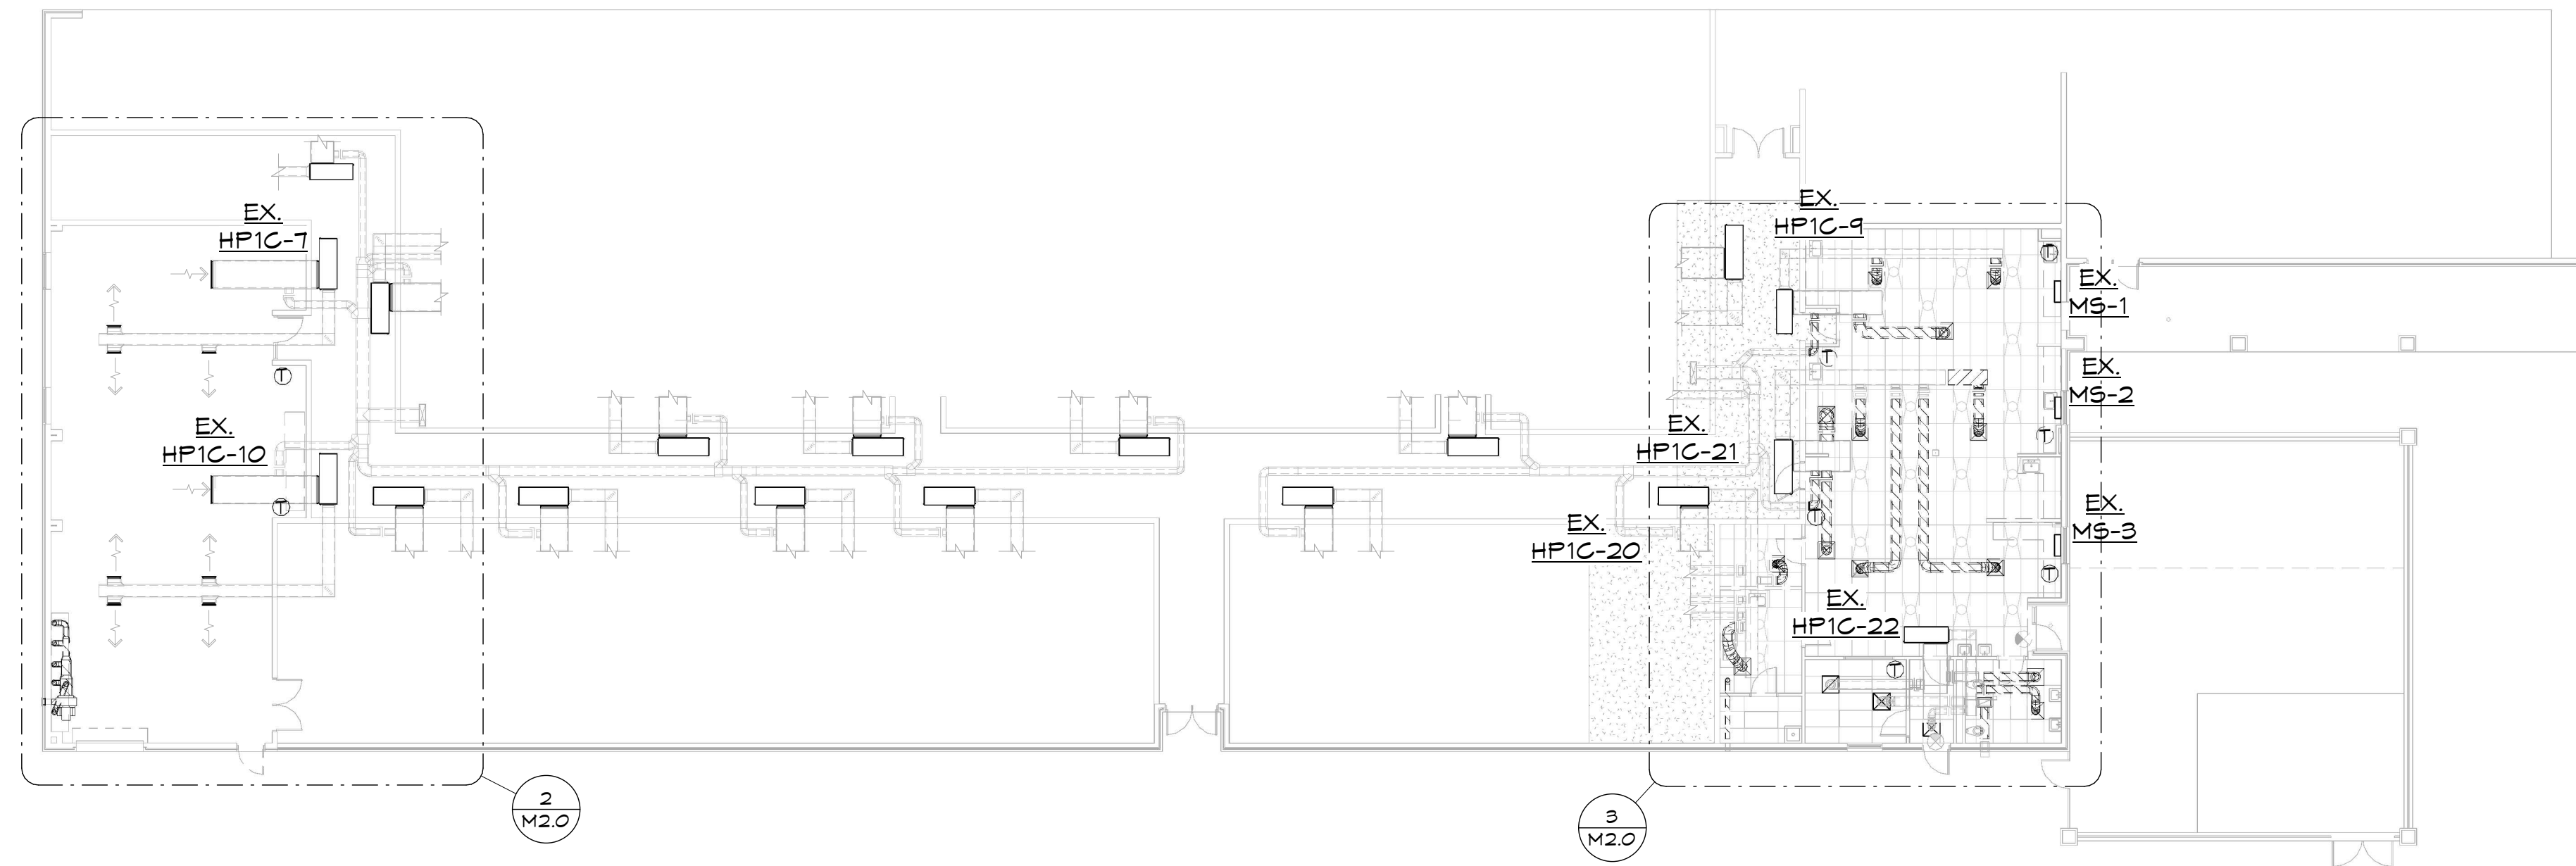 EX.
HP1C-7
T
EX.
HP1C-10
T
2
M2.0
EX.
HP1C-9
T
EX.
MS-1
T
EX.
MS-2
T
EX.
HP1C-21
T
EX.
MS-3
EX.
HP1C-20
T
EX.
HP1C-22
T
3
M2.0